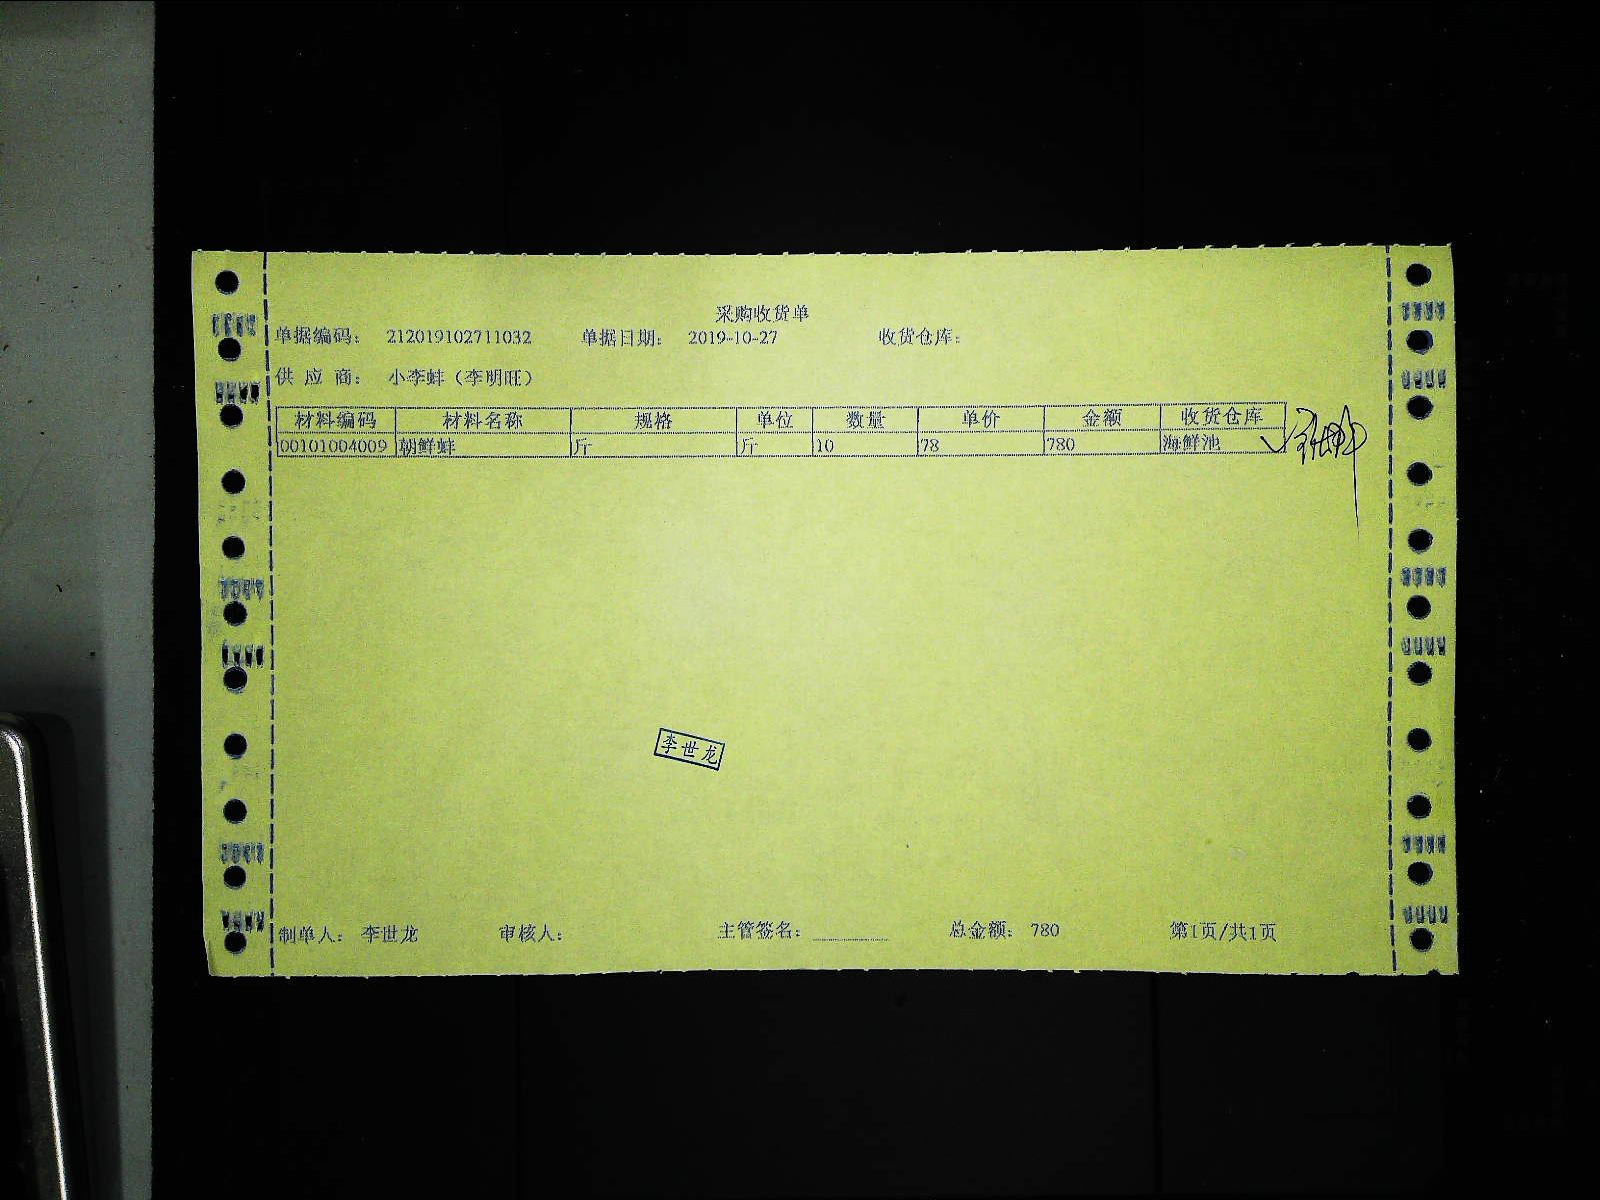 采购收货单
单据编码： 212019102711032 单据日期： 2019-10-27 收货仓库：
供 应 商： 小李蚌（李明旺）
材料编码 材料名称 规格 单位 数量 单价 金额 收货仓库
00101004009 朝鲜蚌 斤 斤 10 78 780 海鲜池
李世龙
制单人： 李世龙 审核人： 主管签名： 总金额： 780 第1页/共1页